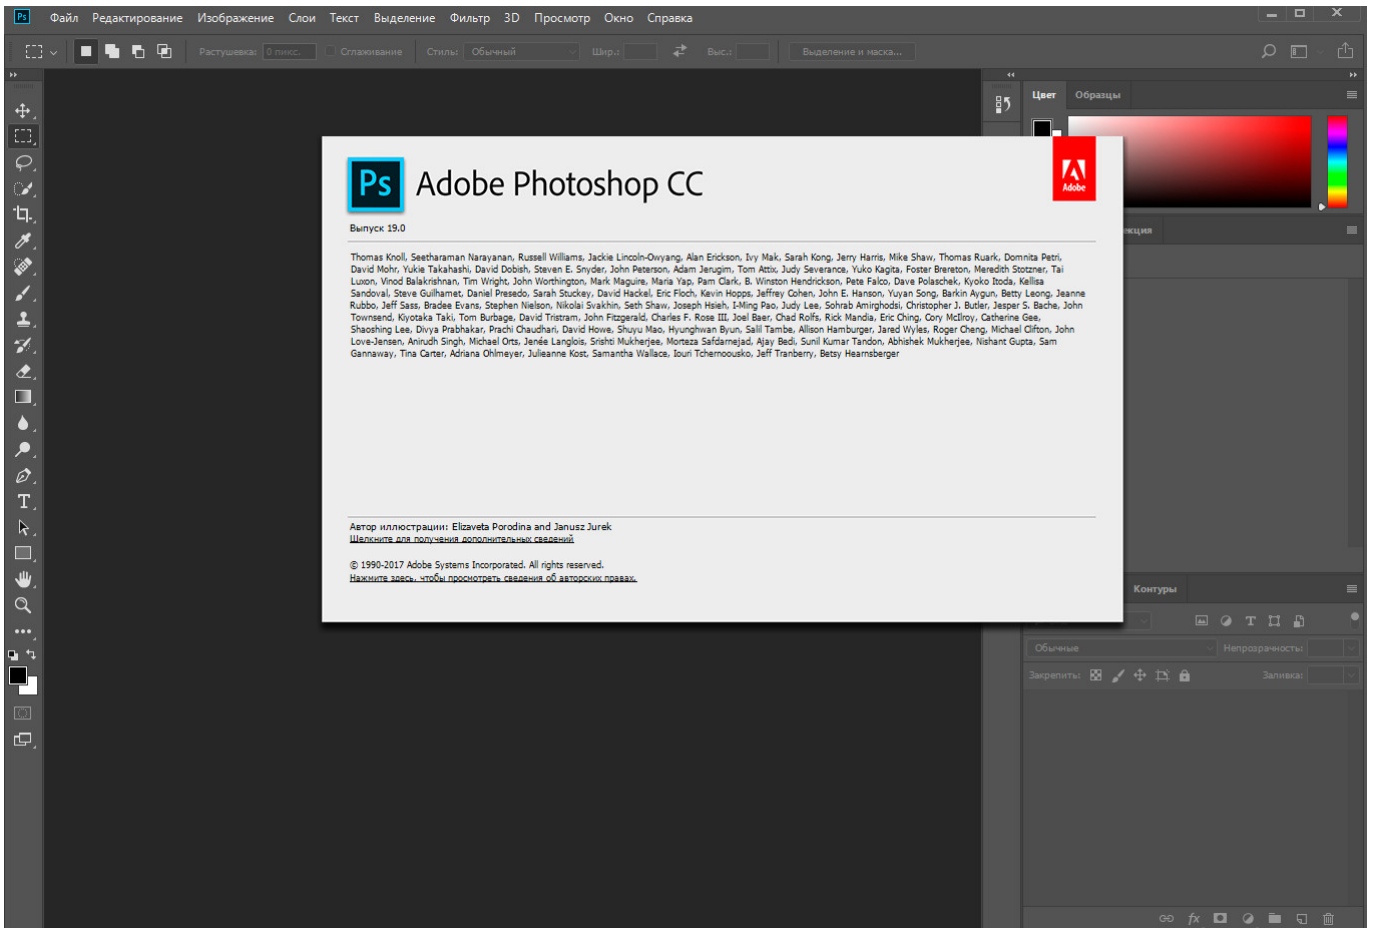 Ps Файл Редактирование Изображение Слои Текст Выделение Фильтр 3D Просмотр Окно Справка
Растушевка: 0 пикс. Сглаживание Стиль: Обычный Шир.: Выс.: Выделение и маска...
Цвет Образцы
Ps Adobe Photoshop CC
Adobe
Выпуск 19.0
екция
Thomas Knoll, Seetharaman Narayanan, Russell Williams, Jackie Lincoln-Owyang, Alan Erickson, Ivy Mak, Sarah Kong, Jerry Harris, Mike Shaw, Thomas Ruark, Domnita Petri,
David Mohr, Yukie Takahashi, David Dobish, Steven E. Snyder, John Peterson, Adam Jerugim, Tom Attix, Judy Severance, Yuko Kagita, Foster Brereton, Meredith Stotzner, Tai
Luxon, Vinod Balakrishnan, Tim Wright, John Worthington, Mark Maguire, Maria Yap, Pam Clark, B. Winston Hendrickson, Pete Falco, Dave Polaschek, Kyoko Itoda, Kellisa
Sandoval, Steve Guilhamet, Daniel Presedo, Sarah Stuckey, David Hackel, Eric Floch, Kevin Hopps, Jeffrey Cohen, John E. Hanson, Yuyan Song, Barkin Aygun, Betty Leong, Jeanne
Rubbo, Jeff Sass, Bradee Evans, Stephen Nielson, Nikolai Svakhin, Seth Shaw, Joseph Hsieh, I-Ming Pao, Judy Lee, Sohrab Amirghodsi, Christopher J. Butler, Jesper S. Bache, John
Townsend, Kiyotaka Taki, Tom Burbage, David Tristram, John Fitzgerald, Charles F. Rose III, Joel Baer, Chad Rolfs, Rick Mandia, Eric Ching, Cory McIlroy, Catherine Gee,
Shaoshing Lee, Divya Prabhakar, Prachi Chaudhari, David Howe, Shuyu Mao, Hyunghwan Byun, Salil Tambe, Allison Hamburger, Jared Wyles, Roger Cheng, Michael Clifton, John
Love-Jensen, Anirudh Singh, Michael Orts, Jenée Langlois, Srishti Mukherjee, Morteza Safdarnejad, Ajay Bedi, Sunil Kumar Tandon, Abhishek Mukherjee, Nishant Gupta, Sam
Gannaway, Tina Carter, Adriana Ohlmeyer, Julieanne Kost, Samantha Wallace, Iouri Tchernoousko, Jeff Tranberry, Betsy Hearnsberger
Автор иллюстрации: Elizaveta Porodina and Janusz Jurek
Щелкните для получения дополнительных сведений
© 1990-2017 Adobe Systems Incorporated. All rights reserved.
Нажмите здесь, чтобы просмотреть сведения об авторских правах.
Контуры
Обычные Непрозрачность:
Закрепить: Заливка:
fx